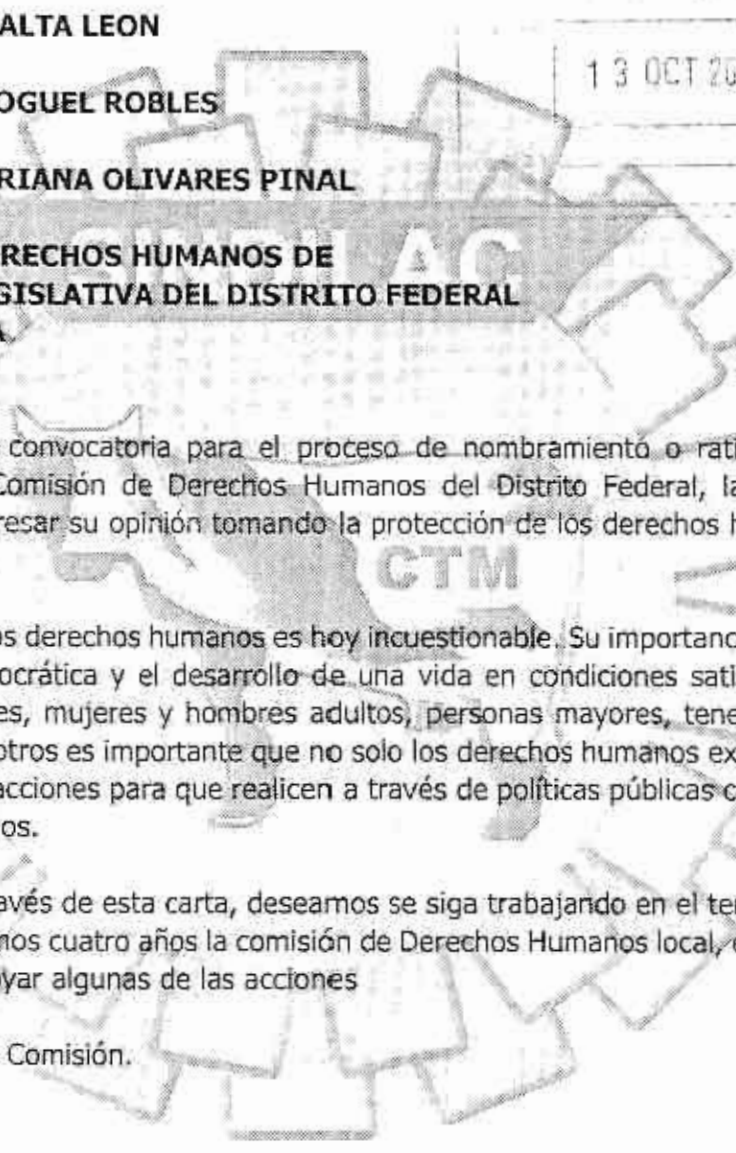 ALTA LEON
13 OCT 20
OGUEL ROBLES
RIANA OLIVARES PINAL
RECHOS HUMANOS DE
GISLATIVA DEL DISTRITO FEDERAL
convocatoria para el proceso de nombramiento o rati
Comisión de Derechos Humanos del Distrito Federal, la
resar su opinión tomando la protección de los derechos h
CTM
os derechos humanos es hoy incuestionable. Su importanc
ocrática y el desarrollo de una vida en condiciones sati
es, mujeres y hombres adultos, personas mayores, tene
otros es importante que no solo los derechos humanos ex
acciones para que realicen a través de políticas públicas c
os.
avés de esta carta, deseamos se siga trabajando en el te
nos cuatro años la comisión de Derechos Humanos local, e
yar algunas de las acciones
Comisión.